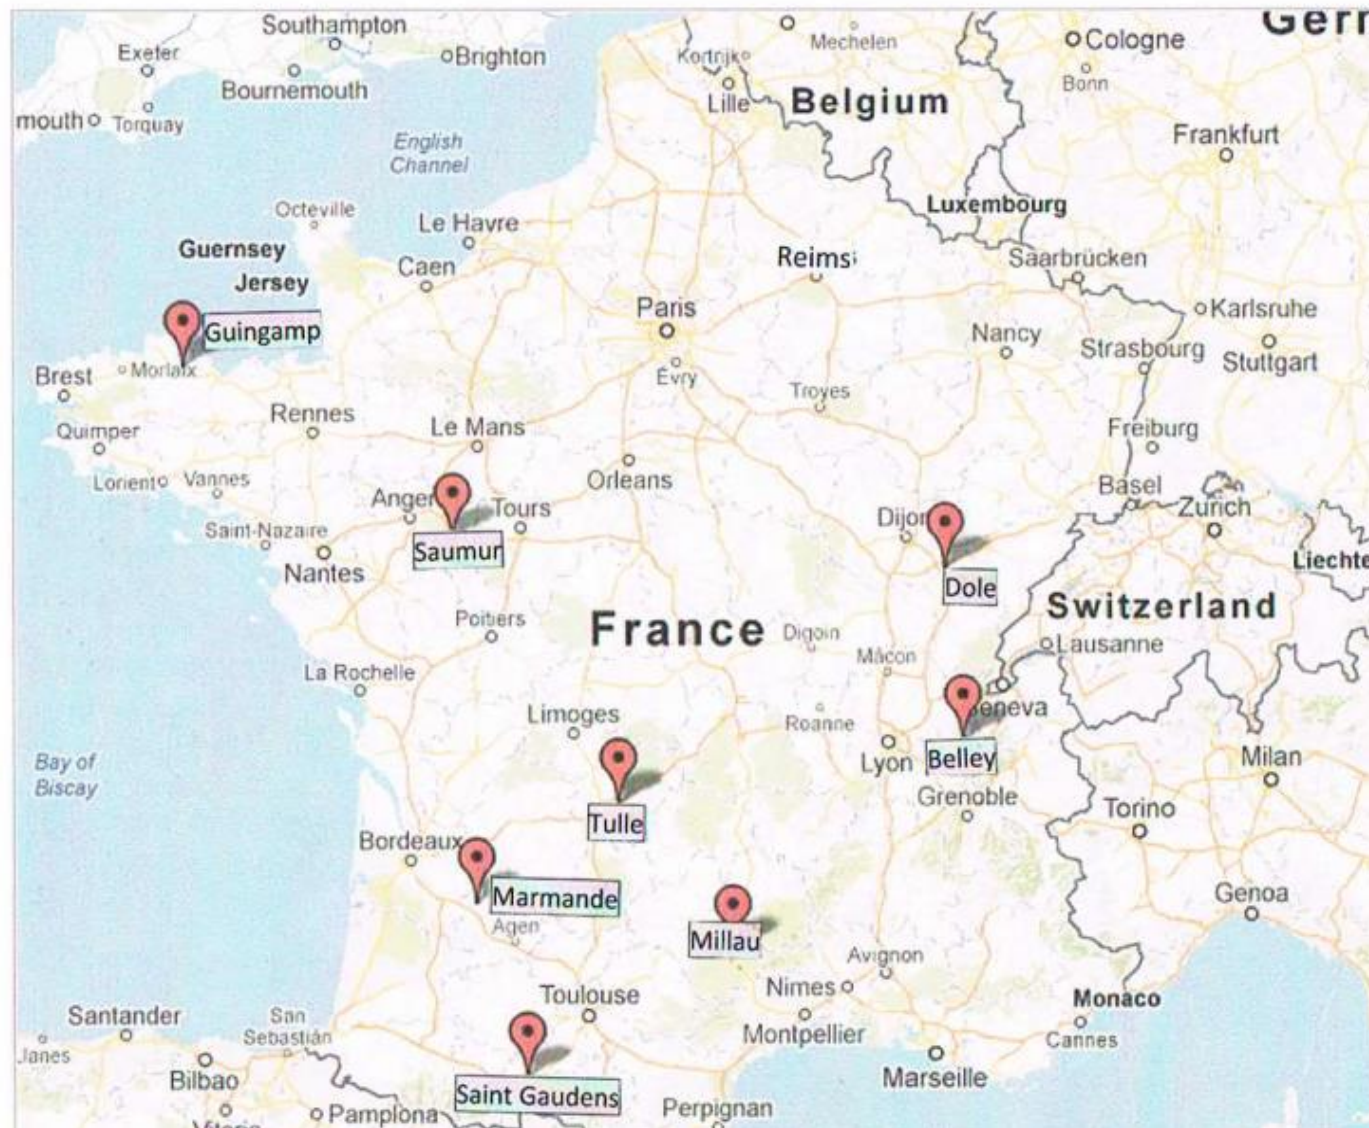 Southampton
Gern
Exeter
Brighton
Kortrijk
Mechelen
Cologne
Bonn
Bournemouth
Lille
Belgium
mouth
Torquay
English
Channel
Frankfurt
Octeville
Le Havre
Luxembourg
Guernsey
Jersey
Caen
Reims
Saarbrücken
Paris
Karlsruhe
Guingamp
Nancy
Strasbourg
Stuttgart
Brest
Morlaix
Évry
Troyes
Rennes
Le Mans
Freiburg
Quimper
Orleans
Lorient
Vannes
Anger
Tours
Basel
Zurich
Saint-Nazaire
Saumur
Dijon
Nantes
Liechte
Dole
Switzerland
Poitiers
France
Digoin
Mâcon
Lausanne
La Rochelle
Limoges
Roanne
eneva
Bay of
Biscay
Lyon
Belley
Milan
Grenoble
Tulle
Torino
Bordeaux
Marmande
Genoa
Agen
Millau
Avignon
Nimes
Toulouse
Monaco
Santander
San
Sebastián
Montpellier
Cannes
Janes
Bilbao
Marseille
Saint Gaudens
Pamplona
Perpignan